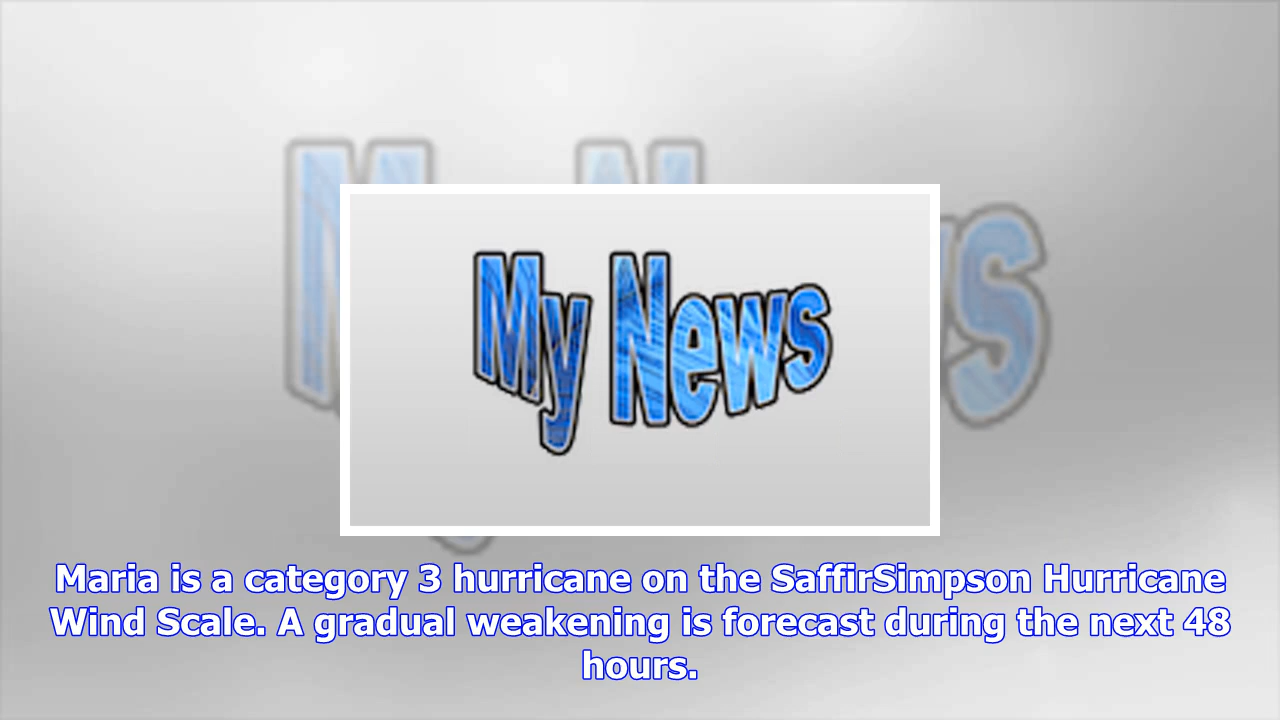 My News
Maria is a category 3 hurricane on the SaffirSimpson Hurricane
Wind Scale. A gradual weakening is forecast during the next 48
hours.